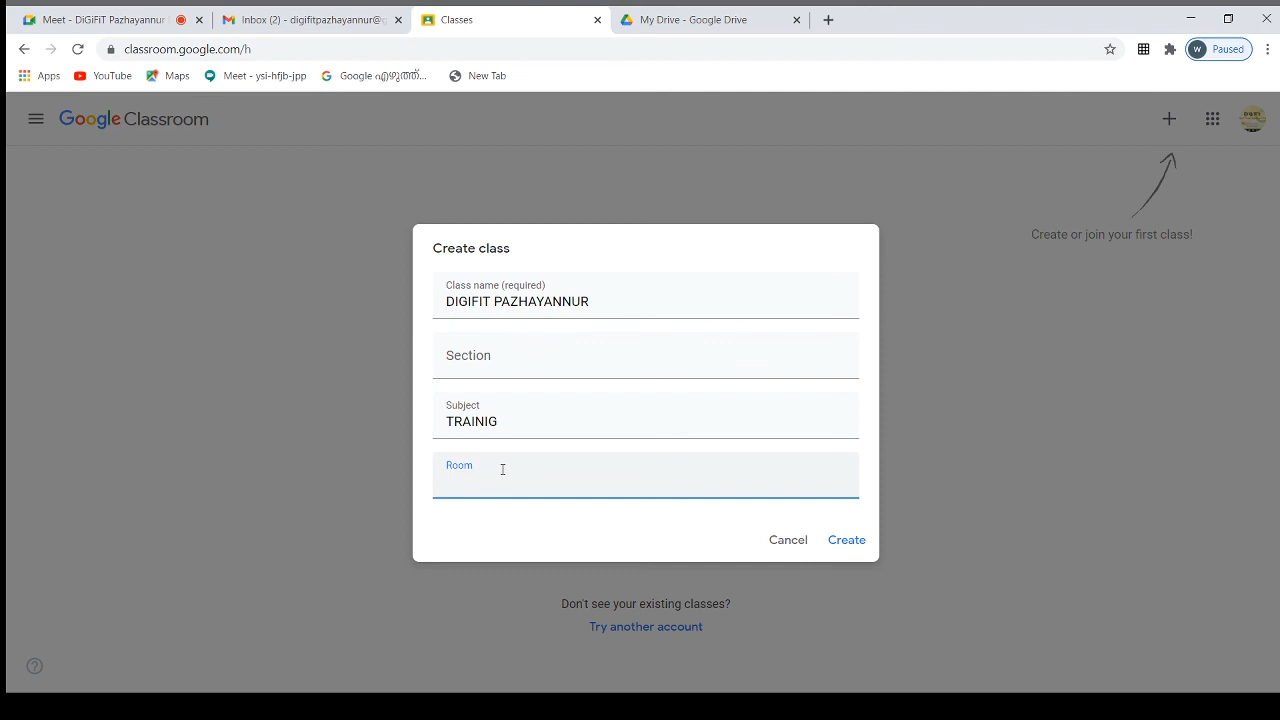 Meet - DiGiFiT Pazhayannur
Inbox (2) - digifitpazhayannur@g
Classes
My Drive - Google Drive
classroom.google.com/h
W Paused
Apps
YouTube
Maps
Meet - ysi-hfjb-jpp
Google എഴുത്ത്...
New Tab
Google Classroom
Create or join your first class!
Create class
Class name (required)
DIGIFIT PAZHAYANNUR
Section
Subject
TRAINIG
Room
Cancel
Create
Don't see your existing classes?
Try another account